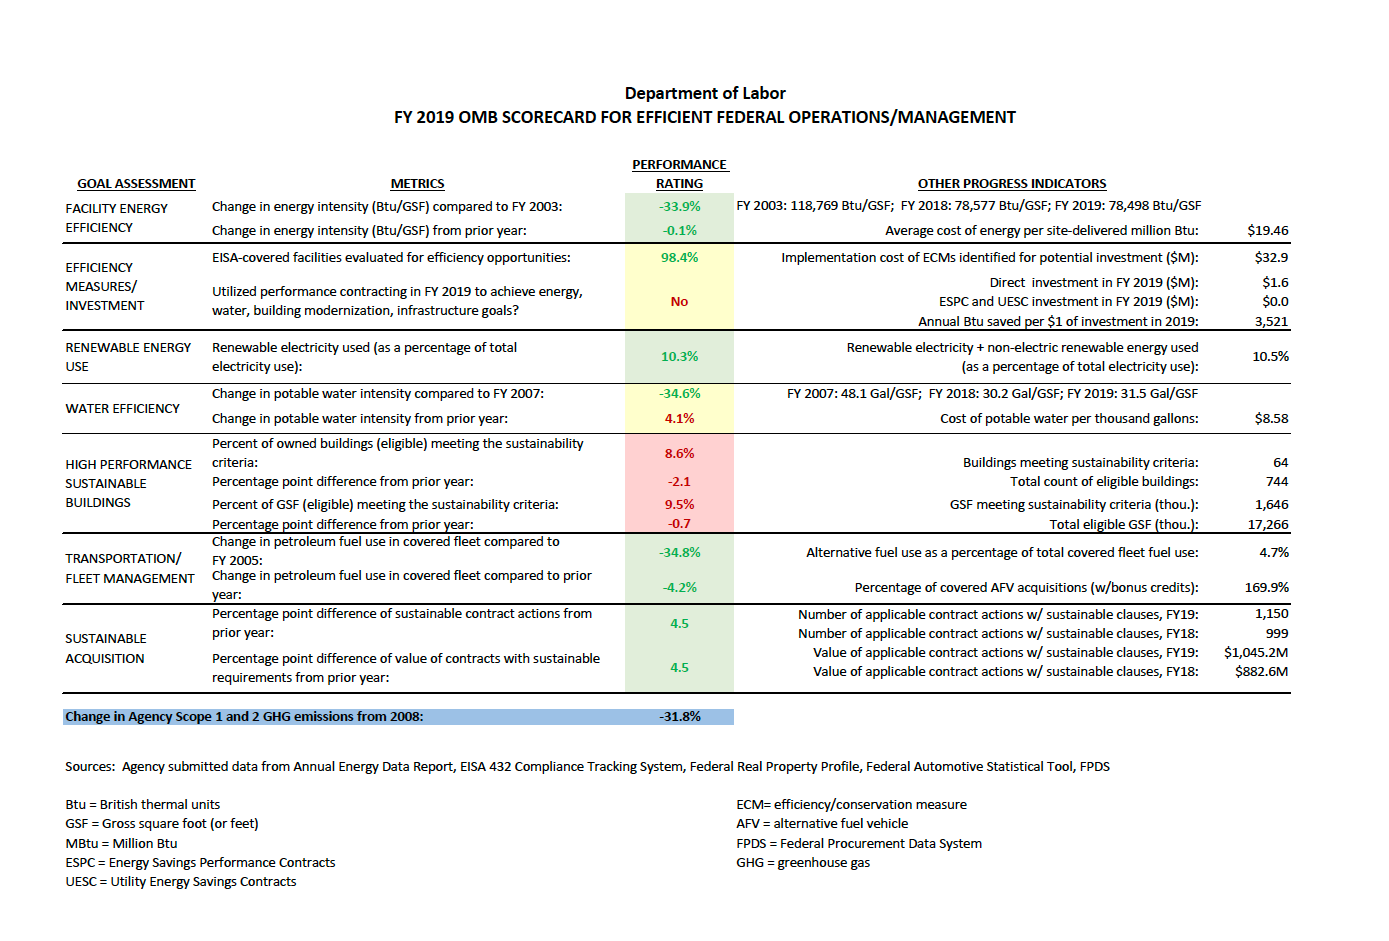 Department of Labor
FY 2019 OMB SCORECARD FOR EFFICIENT FEDERAL OPERATIONS/MANAGEMENT
PERFORMANCE
GOAL ASSESSMENT METRICS RATING OTHER PROGRESS INDICATORS
FACILITY ENERGY Change in energy intensity (Btu/GSF) compared to FY 2003: -33.9% FY 2003: 118,769 Btu/GSF; FY 2018: 78,577 Btu/GSF; FY 2019: 78,498 Btu/GSF
EFFICIENCY Change in energy intensity (Btu/GSF) from prior year: -0.1% Average cost of energy per site-delivered million Btu: $19.46
EISA-covered facilities evaluated for efficiency opportunities: 98.4% Implementation cost of ECMs identified for potential investment ($M): $32.9
EFFICIENCY
MEASURES/
INVESTMENT
Utilized performance contracting in FY 2019 to achieve energy,
water, building modernization, infrastructure goals?
No
Direct investment in FY 2019 ($M): $1.6
ESPC and UESC investment in FY 2019 ($M): $0.0
Annual Btu saved per $1 of investment in 2019: 3,521
RENEWABLE ENERGY
USE
Renewable electricity used (as a percentage of total
electricity use):
10.3%
Renewable electricity + non-electric renewable energy used
(as a percentage of total electricity use):
10.5%
WATER EFFICIENCY
Change in potable water intensity compared to FY 2007: -34.6% FY 2007: 48.1 Gal/GSF; FY 2018: 30.2 Gal/GSF; FY 2019: 31.5 Gal/GSF
Change in potable water intensity from prior year: 4.1% Cost of potable water per thousand gallons: $8.58
HIGH PERFORMANCE
SUSTAINABLE
BUILDINGS
Percent of owned buildings (eligible) meeting the sustainability
criteria:
8.6%
Buildings meeting sustainability criteria: 64
Percentage point difference from prior year: -2.1 Total count of eligible buildings: 744
Percent of GSF (eligible) meeting the sustainability criteria: 9.5% GSF meeting sustainability criteria (thou.): 1,646
Percentage point difference from prior year: -0.7 Total eligible GSF (thou.): 17,266
TRANSPORTATION/
FLEET MANAGEMENT
Change in petroleum fuel use in covered fleet compared to
FY 2005:
-34.8% Alternative fuel use as a percentage of total covered fleet fuel use: 4.7%
Change in petroleum fuel use in covered fleet compared to prior
year:
-4.2% Percentage of covered AFV acquisitions (w/bonus credits): 169.9%
SUSTAINABLE
ACQUISITION
Percentage point difference of sustainable contract actions from
prior year:
4.5
Number of applicable contract actions w/ sustainable clauses, FY19: 1,150
Number of applicable contract actions w/ sustainable clauses, FY18: 999
Percentage point difference of value of contracts with sustainable
requirements from prior year:
4.5
Value of applicable contract actions w/ sustainable clauses, FY19: $1,045.2M
Value of applicable contract actions w/ sustainable clauses, FY18: $882.6M
Change in Agency Scope 1 and 2 GHG emissions from 2008: -31.8%
Sources: Agency submitted data from Annual Energy Data Report, EISA 432 Compliance Tracking System, Federal Real Property Profile, Federal Automotive Statistical Tool, FPDS
Btu = British thermal units
GSF = Gross square foot (or feet)
MBtu = Million Btu
ESPC = Energy Savings Performance Contracts
UESC = Utility Energy Savings Contracts
ECM= efficiency/conservation measure
AFV = alternative fuel vehicle
FPDS = Federal Procurement Data System
GHG = greenhouse gas